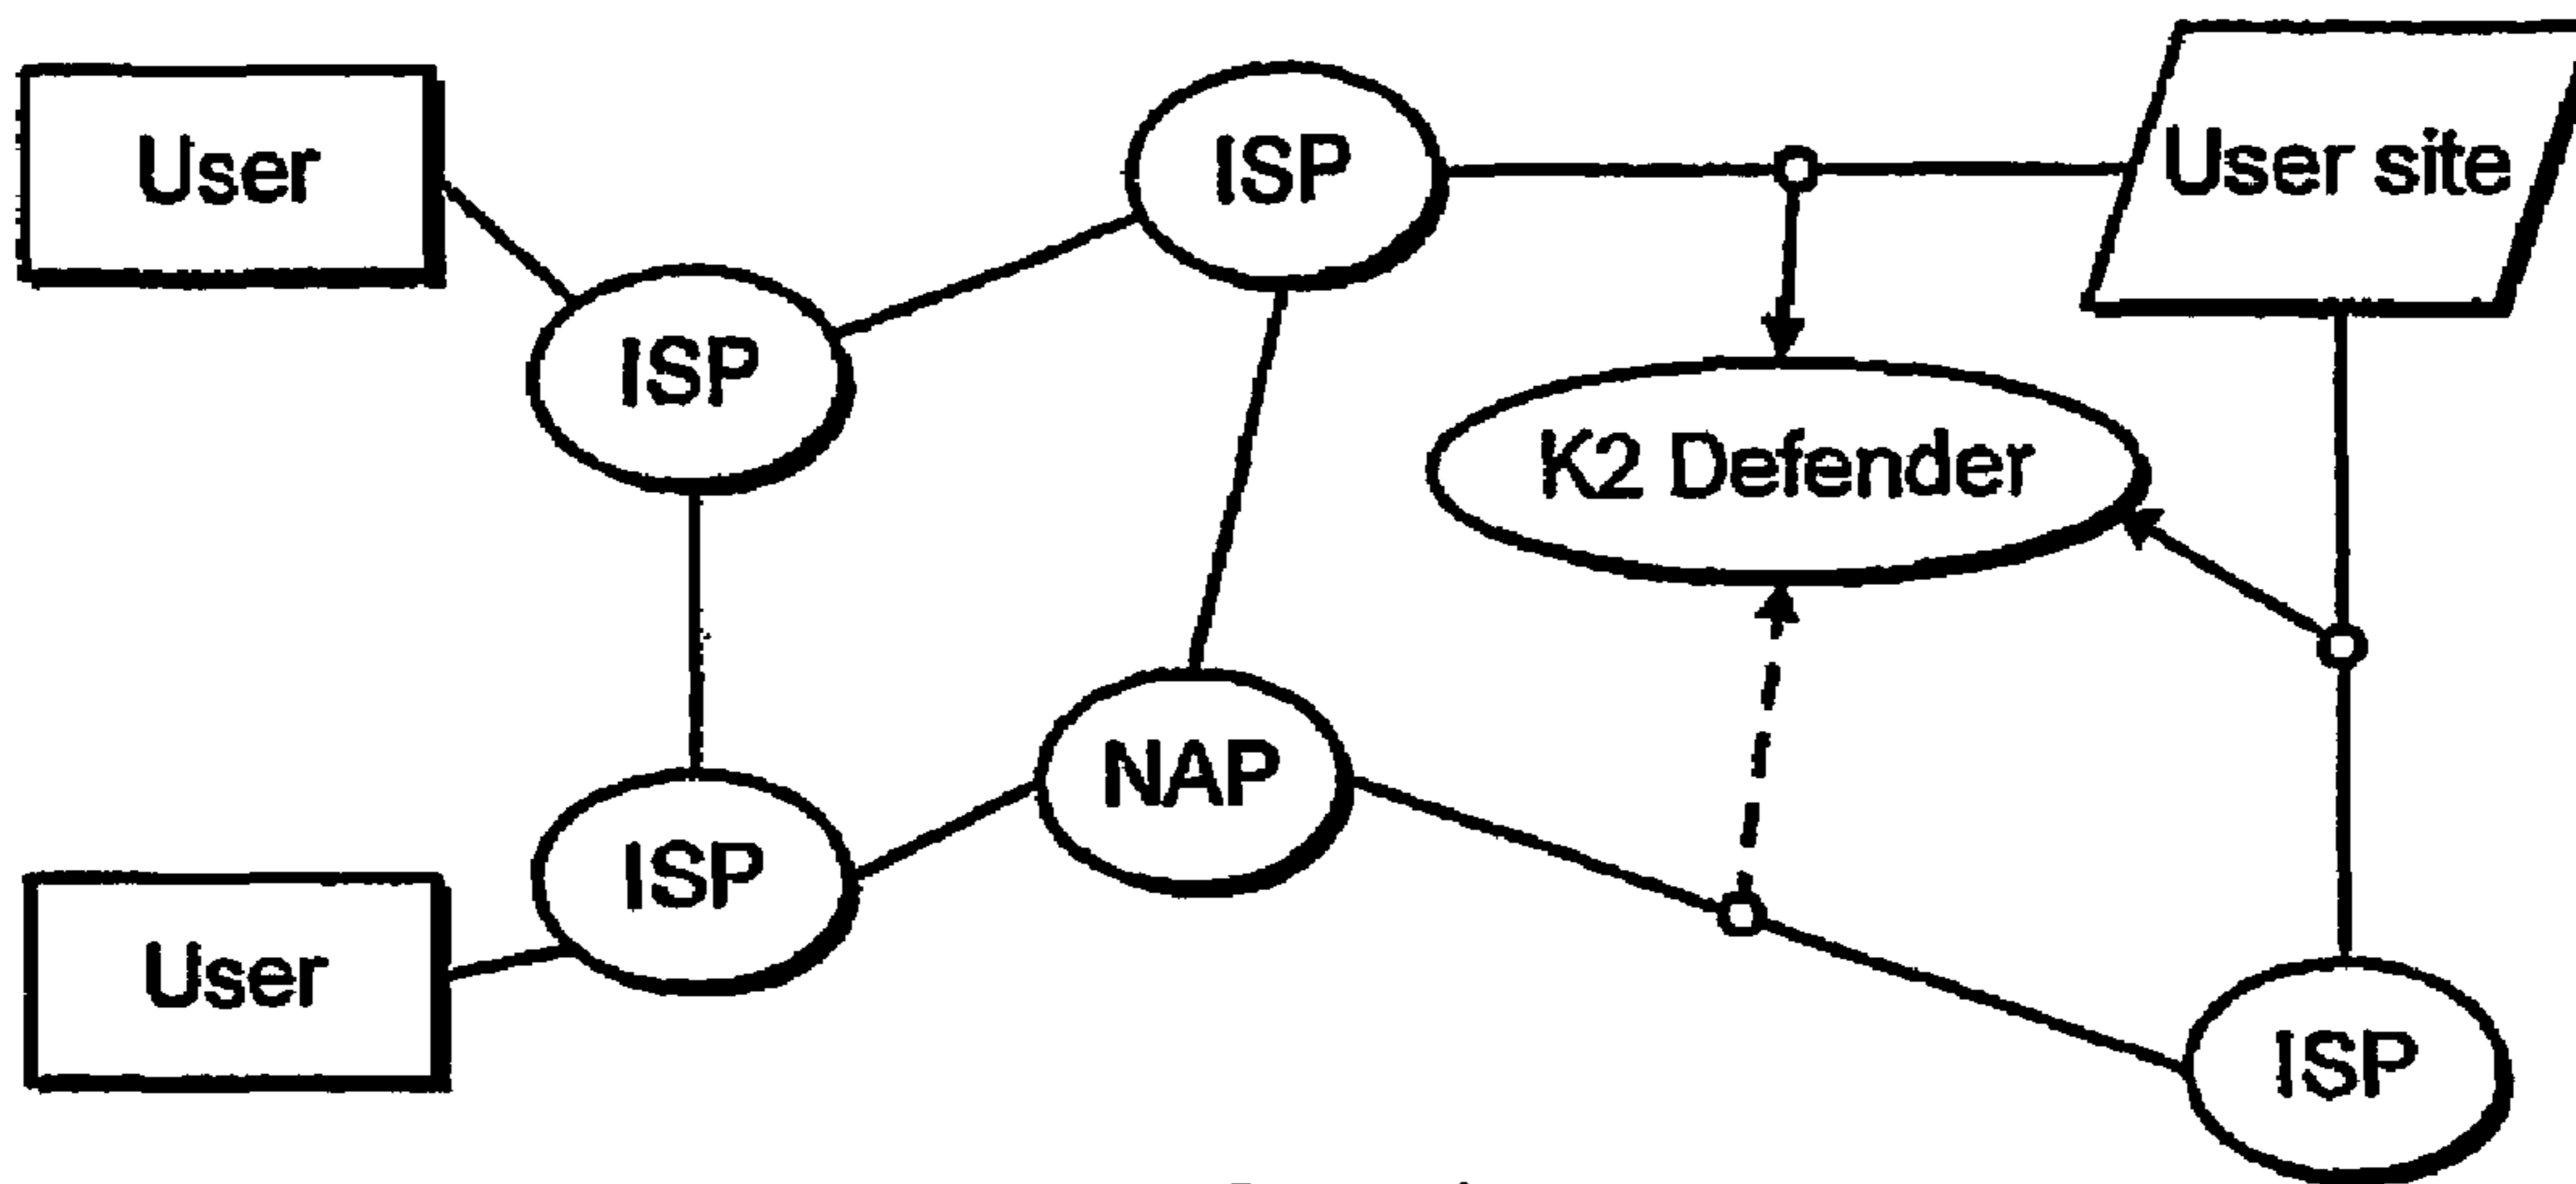 User
ISP
User site
ISP
K2 Defender
NAP
ISP
User
ISP